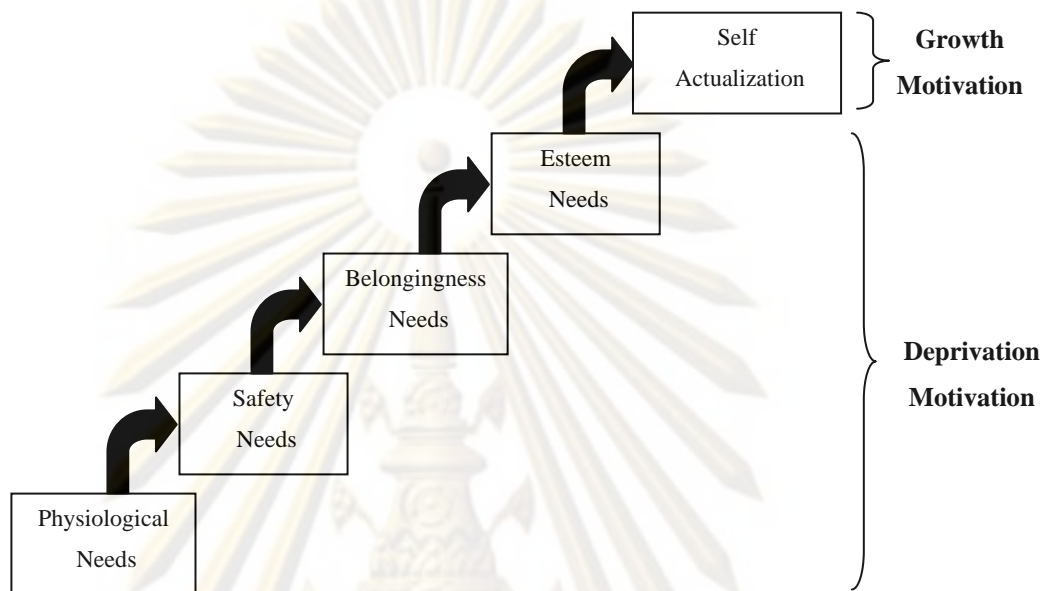 Self
Actualization
Growth
Motivation
Esteem
Needs
Belongingness
Needs
Deprivation
Motivation
Safety
Needs
Physiological
Needs